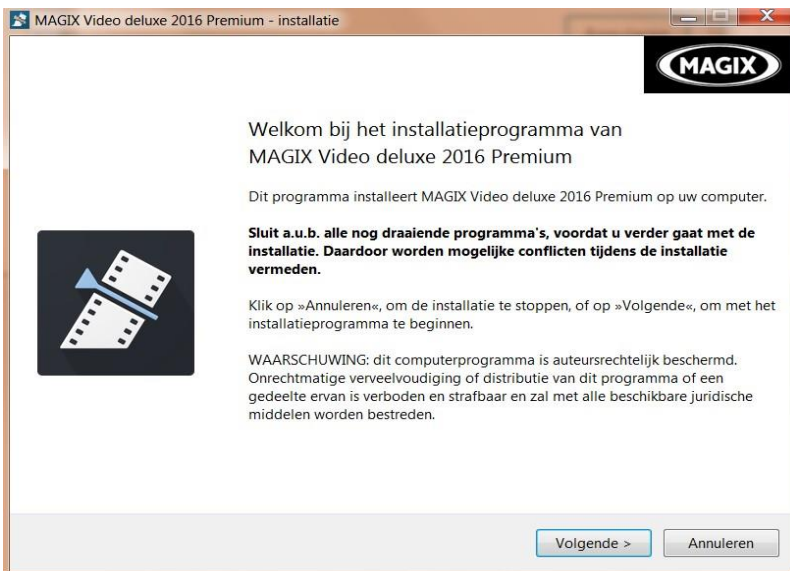 MAGIX Video deluxe 2016 Premium - installatie
MAGIX
Welkom bij het installatieprogramma van
MAGIX Video deluxe 2016 Premium
Dit programma installeert MAGIX Video deluxe 2016 Premium op uw computer.
Sluit a.u.b. alle nog draaiende programma's, voordat u verder gaat met de
installatie. Daardoor worden mogelijke conflicten tijdens de installatie
vermeden.
Klik op »Annuleren«, om de installatie te stoppen, of op »Volgende«, om met het
installatieprogramma te beginnen.
WAARSCHUWING: dit computerprogramma is auteursrechtelijk beschermd.
Onrechtmatige verveelvoudiging of distributie van dit programma of een
gedeelte ervan is verboden en strafbaar en zal met alle beschikbare juridische
middelen worden bestreden.
Volgende >
Annuleren